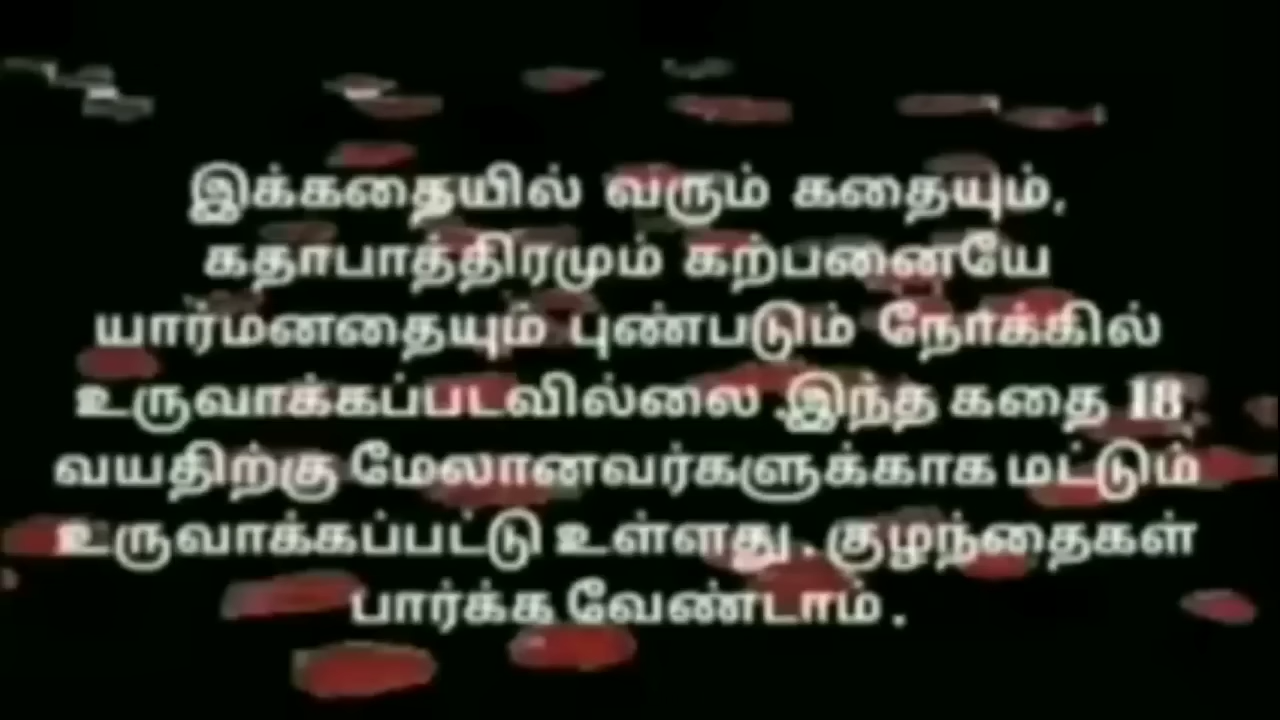 இக்கதையில் வரும் கதையும்,
கதாபாத்திரமும் கற்பனையே
யார்மனதையும் புண்படும் நோக்கில்
உருவாக்கப்படவில்லை .இந்த கதை 18
வயதிற்கு மேலானவர்களுக்காக மட்டும்
உருவாக்கப்பட்டு உள்ளது . குழந்தைகள்
பார்க்க வேண்டாம் .